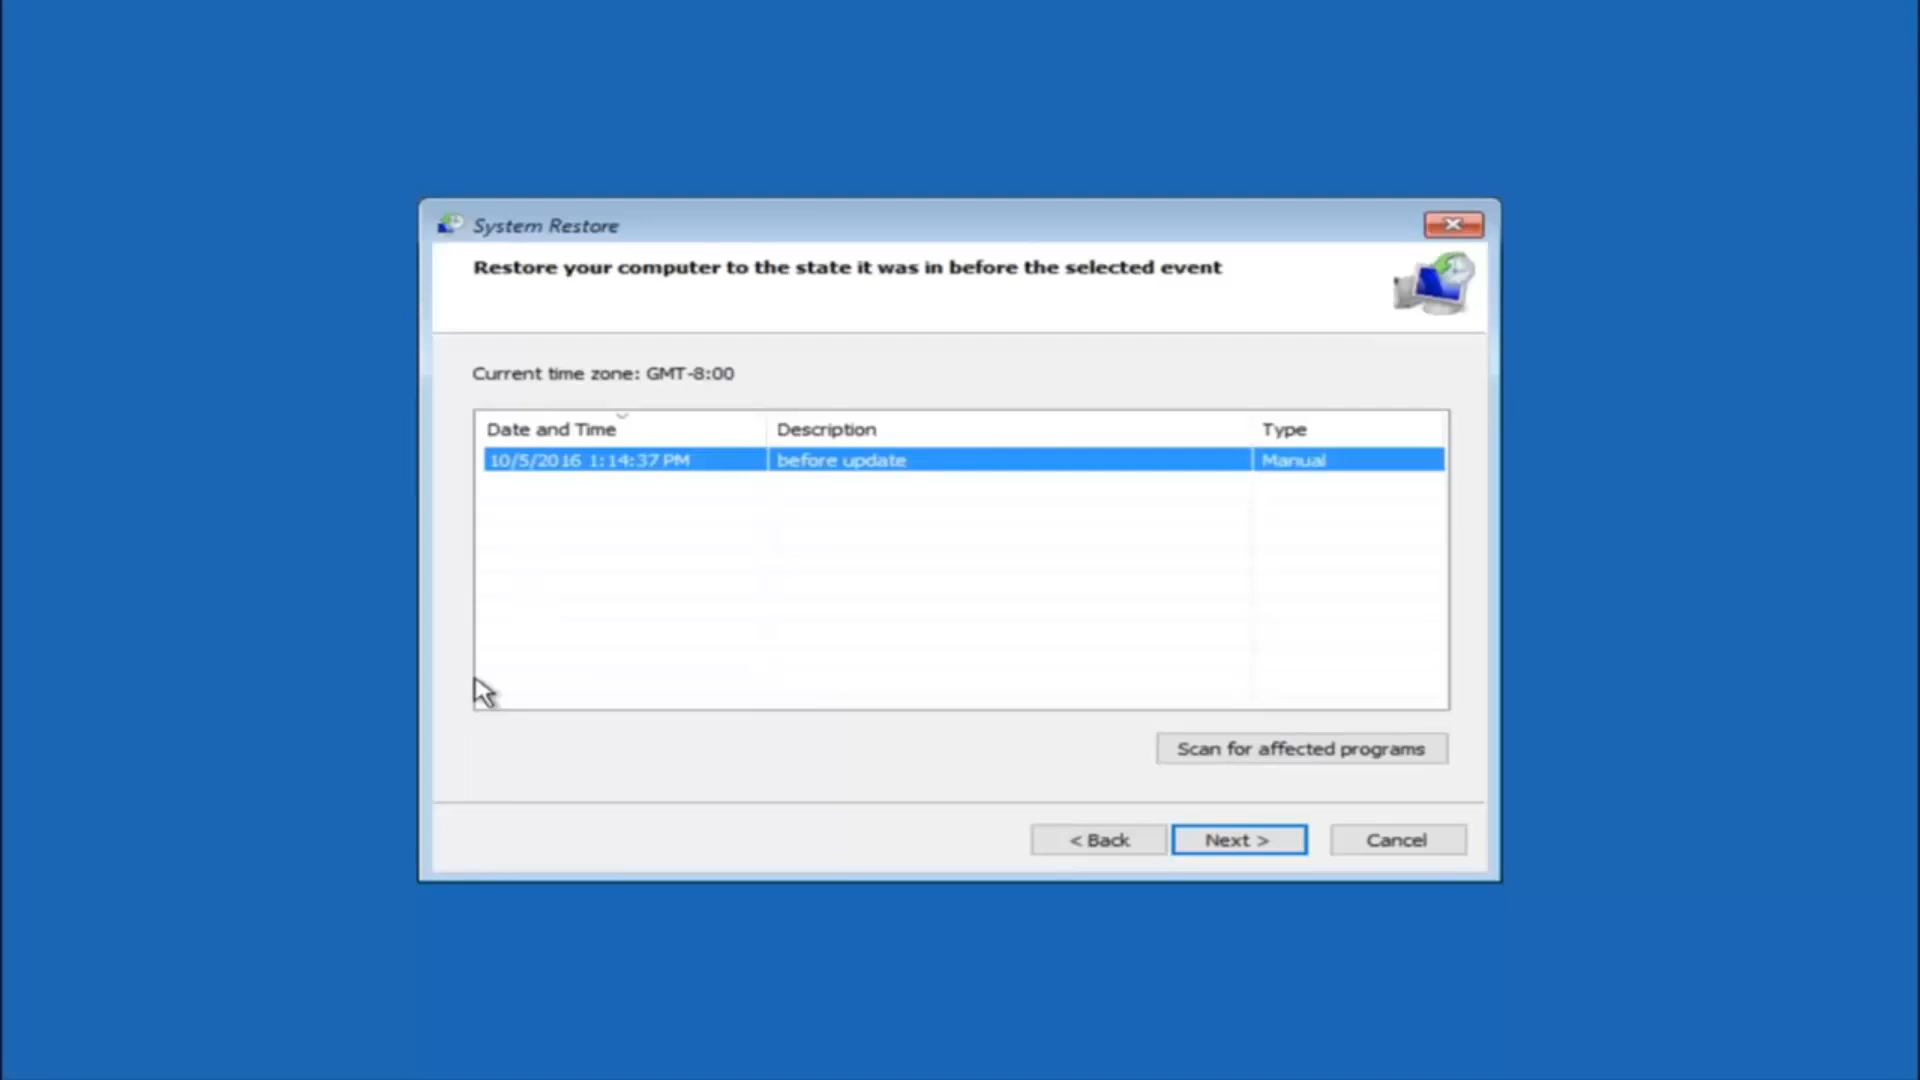 System Restore
Restore your computer to the state it was in before the selected event
Current time zone: GMT-8:00
Date and Time Description Type
10/5/2016 1:14:37 PM before update Manual
Scan for affected programs
< Back Next > Cancel